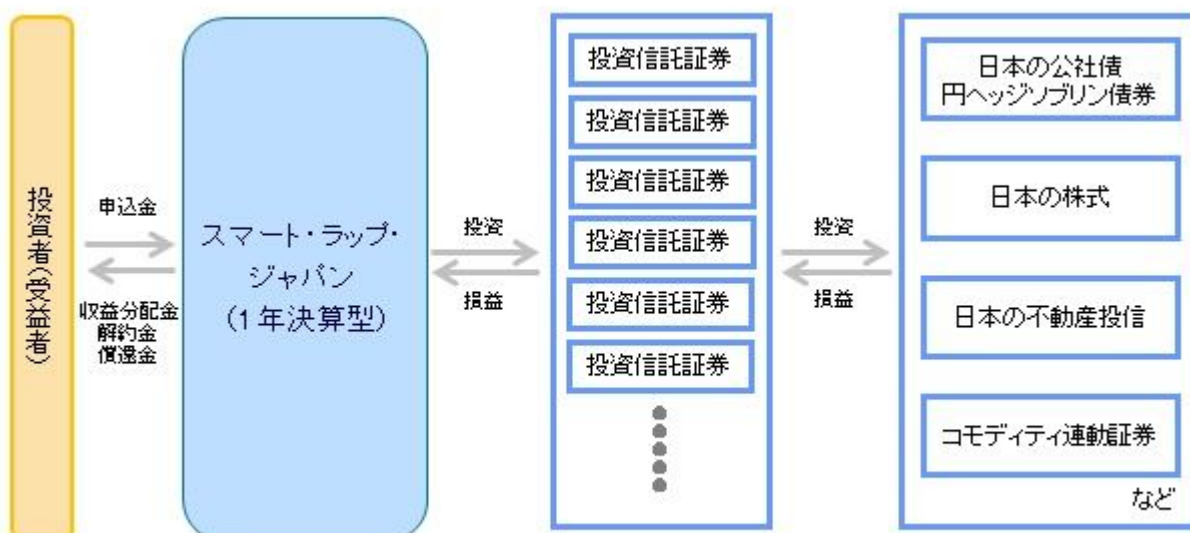 投資者(受益者)
申込金
収益分配金
解約金
償還金
スマート・ラップ・
ジャパン
(1年決算型)
投資
損益
投資信託証券
投資信託証券
投資信託証券
投資信託証券
投資信託証券
投資信託証券
投資
損益
日本の公社債
円ヘッジソブリン債券
日本の株式
日本の不動産投信
コモディティ連動証券
など